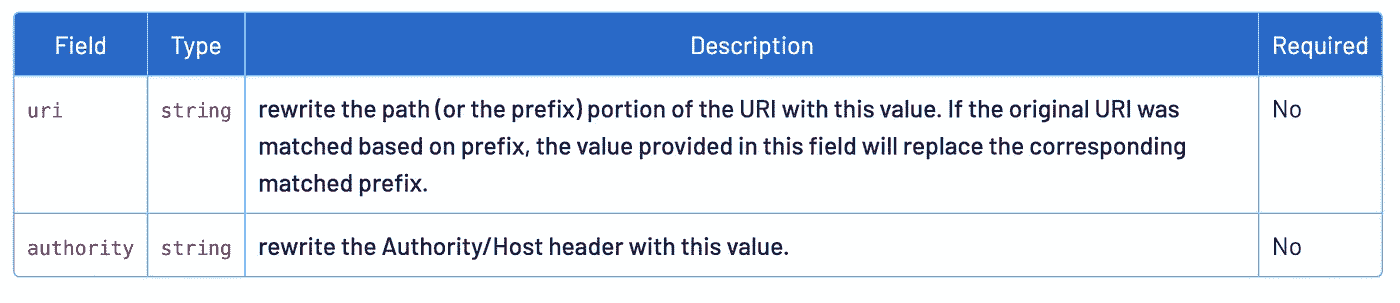 Field Type Description Required
uri string rewrite the path (or the prefix) portion of the URI with this value. If the original URI was No
matched based on prefix, the value provided in this field will replace the corresponding
matched prefix.
authority string rewrite the Authority/Host header with this value. No